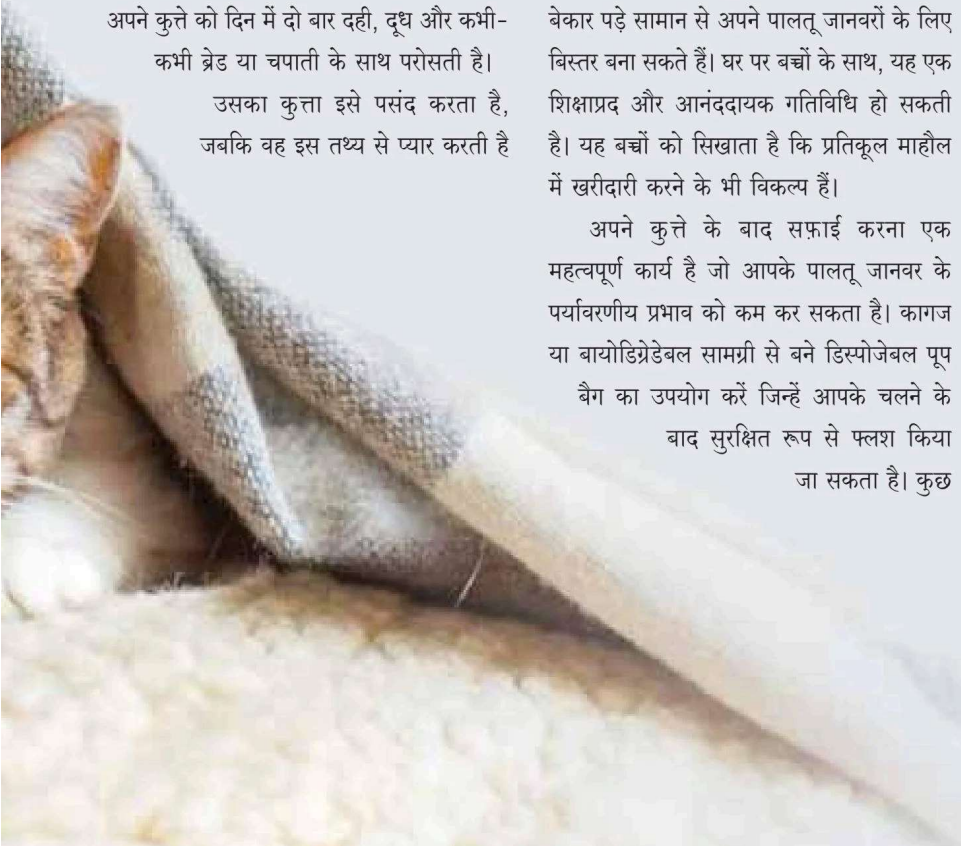 अपने कुत्ते को दिन में दो बार दही, दूध और कभी-
कभी ब्रेड या चपाती के साथ परोसती है।
उसका कुत्ता इसे पसंद करता है,
जबकि वह इस तथ्य से प्यार करती है
बेकार पड़े सामान से अपने पालतू जानवरों के लिए
बिस्तर बना सकते हैं। घर पर बच्चों के साथ, यह एक
शिक्षाप्रद और आनंददायक गतिविधि हो सकती
है। यह बच्चों को सिखाता है कि प्रतिकूल माहौल
में खरीदारी करने के भी विकल्प हैं।
अपने कुत्ते के बाद सफ़ाई करना एक
महत्वपूर्ण कार्य है जो आपके पालतू जानवर के
पर्यावरणीय प्रभाव को कम कर सकता है। कागज
या बायोडिग्रेडेबल सामग्री से बने डिस्पोजेबल पूप
बैग का उपयोग करें जिन्हें आपके चलने के
बाद सुरक्षित रूप से फ्लश किया
जा सकता है। कुछ